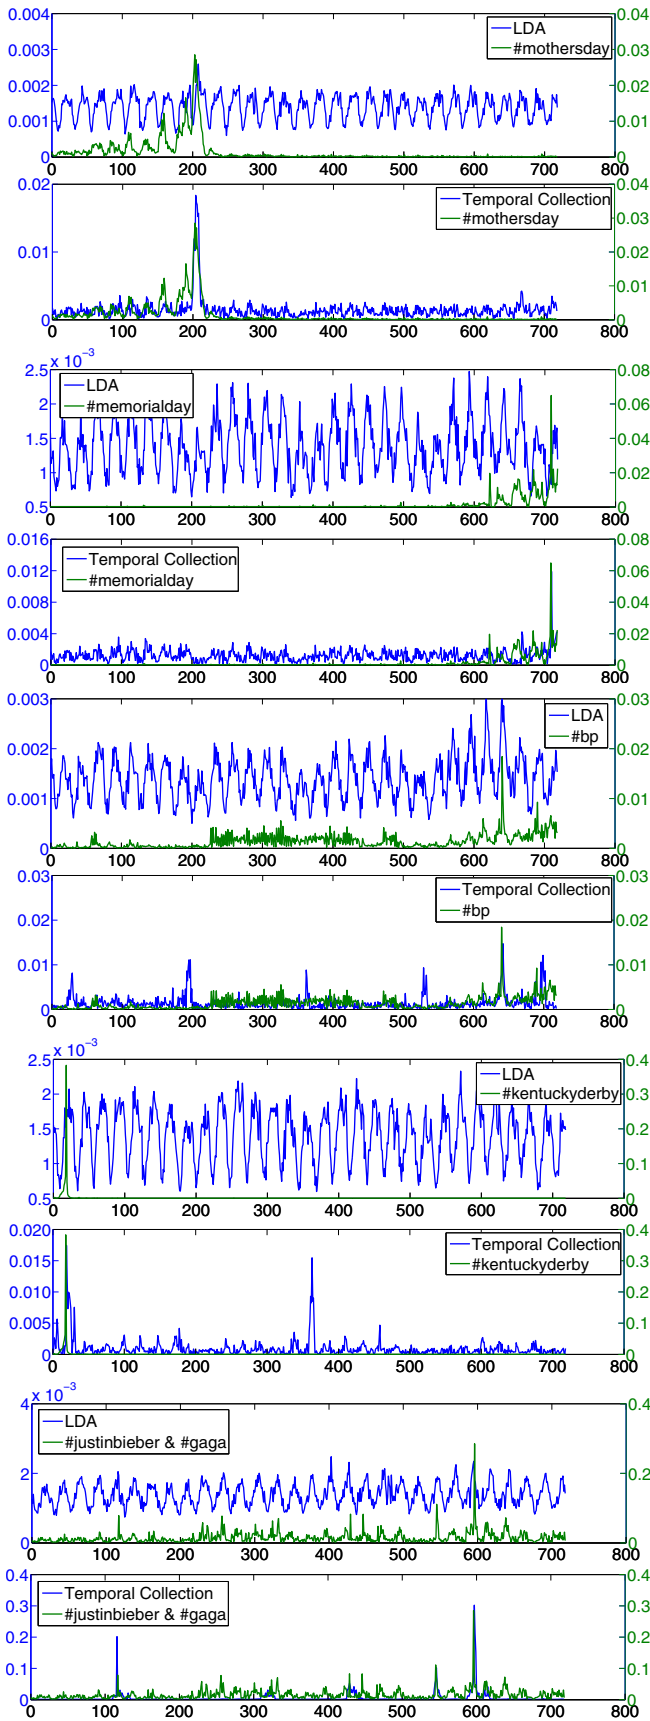 0.004 0.04
LDA
#mothersday
0.003 0.03
0.002 0.02
0.001 0.01
0 0
0 100 200 300 400 500 600 700 800
0.02 0.04
Temporal Collection
#mothersday
0.03
0.01 0.02
0.01
0 0
0 100 200 300 400 500 600 700 800
x 10⁻³
2.5 0.08
LDA
#memorialday
2 0.06
1.5 0.04
1 0.02
0.5 0
0 100 200 300 400 500 600 700 800
0.016 0.08
Temporal Collection
#memorialday
0.012 0.06
0.008 0.04
0.004 0.02
0 0
0 100 200 300 400 500 600 700 800
0.003 0.03
LDA
#bp
0.002 0.02
0.001 0.01
0 0
0 100 200 300 400 500 600 700 800
0.03 0.03
Temporal Collection
#bp
0.02 0.02
0.01 0.01
0 0
0 100 200 300 400 500 600 700 800
x 10⁻³
2.5 0.4
LDA
#kentuckyderby
2 0.3
1.5 0.2
1 0.1
0.5 0
0 100 200 300 400 500 600 700 800
0.020 0.4
Temporal Collection
#kentuckyderby
0.015 0.3
0.010 0.2
0.005 0.1
0 0
0 100 200 300 400 500 600 700 800
x 10⁻³
4 0.4
LDA
#justinbieber & #gaga
2 0.2
0 0
0 100 200 300 400 500 600 700 800
0.4 0.4
Temporal Collection
#justinbieber & #gaga
0.3 0.3
0.2 0.2
0.1 0.1
0 0
0 100 200 300 400 500 600 700 800